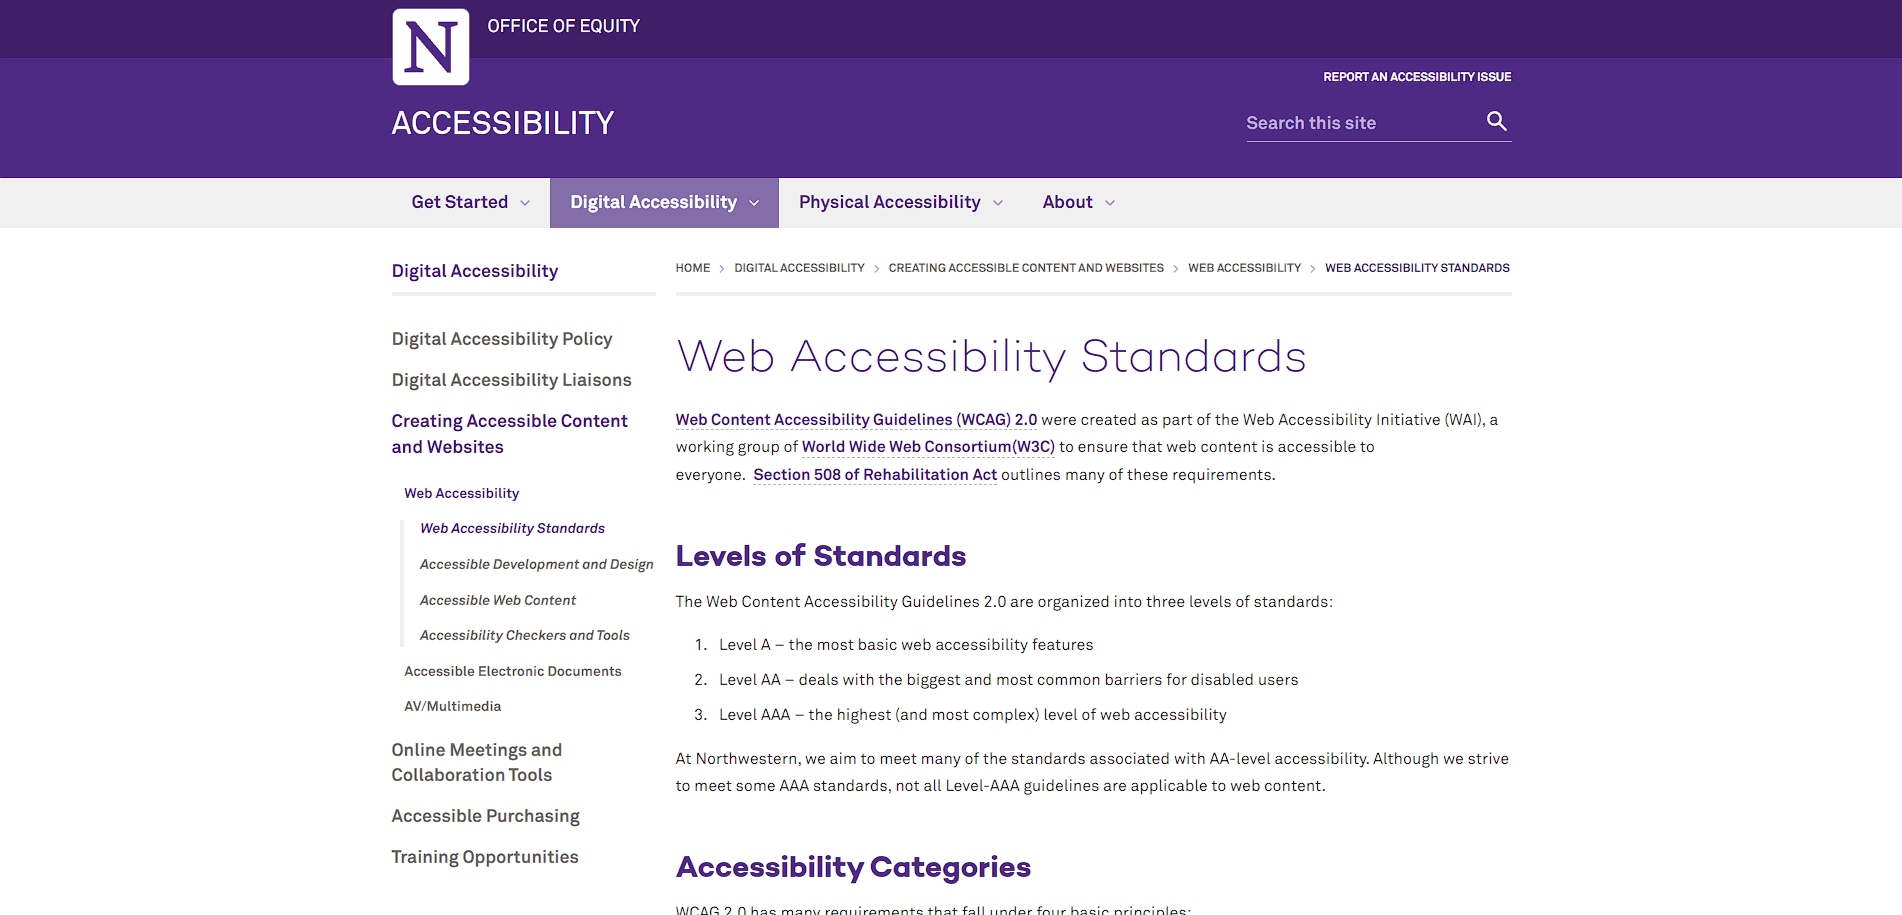 N
OFFICE OF EQUITY
REPORT AN ACCESSIBILITY ISSUE
ACCESSIBILITY
Search this site
Get Started
Digital Accessibility
Physical Accessibility
About
Digital Accessibility
Digital Accessibility Policy
Digital Accessibility Liaisons
Creating Accessible Content
and Websites
Web Accessibility
Web Accessibility Standards
Accessible Development and Design
Accessible Web Content
Accessibility Checkers and Tools
Accessible Electronic Documents
AV/Multimedia
Online Meetings and
Collaboration Tools
Accessible Purchasing
Training Opportunities
HOME > DIGITAL ACCESSIBILITY > CREATING ACCESSIBLE CONTENT AND WEBSITES > WEB ACCESSIBILITY > WEB ACCESSIBILITY STANDARDS
Web Accessibility Standards
Web Content Accessibility Guidelines (WCAG) 2.0 were created as part of the Web Accessibility Initiative (WAI), a
working group of World Wide Web Consortium(W3C) to ensure that web content is accessible to
everyone. Section 508 of Rehabilitation Act outlines many of these requirements.
Levels of Standards
The Web Content Accessibility Guidelines 2.0 are organized into three levels of standards:
1. Level A – the most basic web accessibility features
2. Level AA – deals with the biggest and most common barriers for disabled users
3. Level AAA – the highest (and most complex) level of web accessibility
At Northwestern, we aim to meet many of the standards associated with AA-level accessibility. Although we strive
to meet some AAA standards, not all Level-AAA guidelines are applicable to web content.
Accessibility Categories
WCAG 2.0 has many requirements that fall under four basic principles: